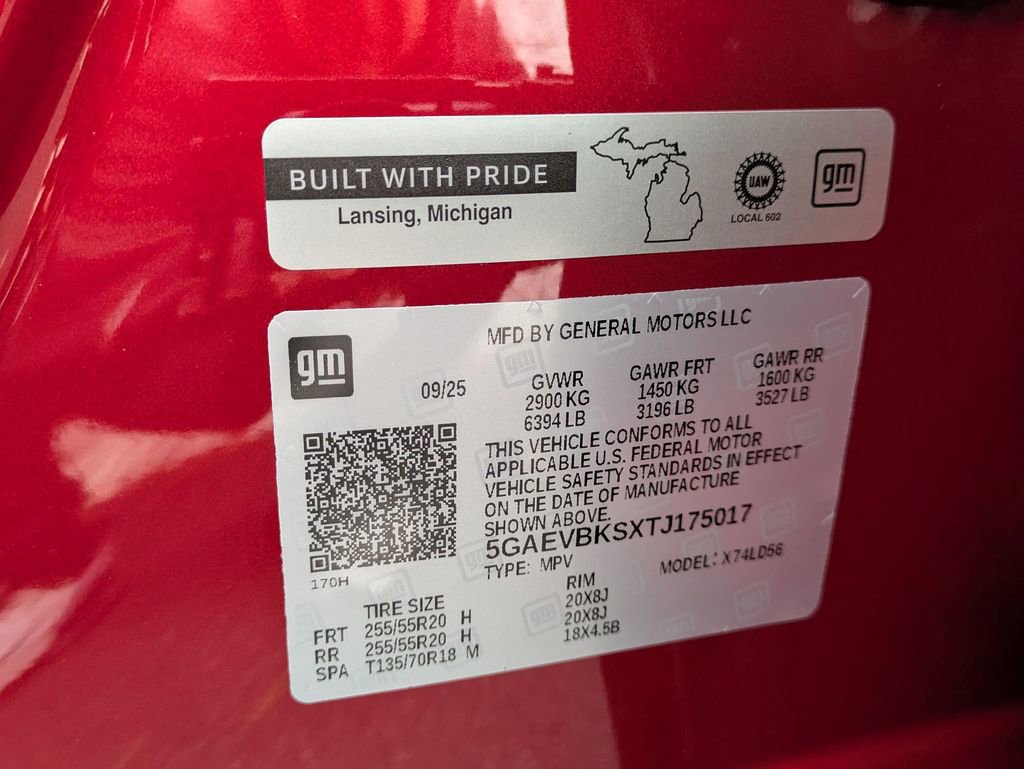 BUILT WITH PRIDE
Lansing, Michigan
UAW
LOCAL 602
gm
gm
MFD BY GENERAL MOTORS LLC
09/25
GVWR
2900 KG
6394 LB
GAWR FRT
1450 KG
3196 LB
GAWR RR
1600 KG
3527 LB
THIS VEHICLE CONFORMS TO ALL
APPLICABLE U.S. FEDERAL MOTOR
VEHICLE SAFETY STANDARDS IN EFFECT
ON THE DATE OF MANUFACTURE
SHOWN ABOVE.
5GAEVBKSXTJ175017
TYPE: MPV
MODEL: X74LD56
170H
TIRE SIZE
RIM
FRT 255/55R20 H 20X8J
RR 255/55R20 H 20X8J
SPA T135/70R18 M 18X4.5B